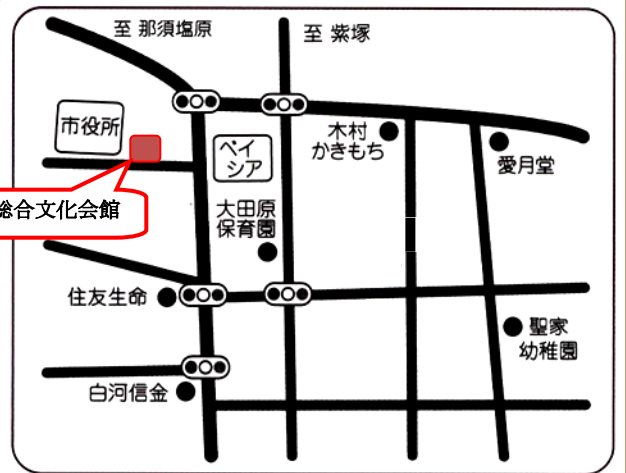 至 那須塩原
至 紫塚
市役所
ベイ
シア
木村
かきもち
愛月堂
総合文化会館
大田原
保育園
住友生命
聖家
幼稚園
白河信金